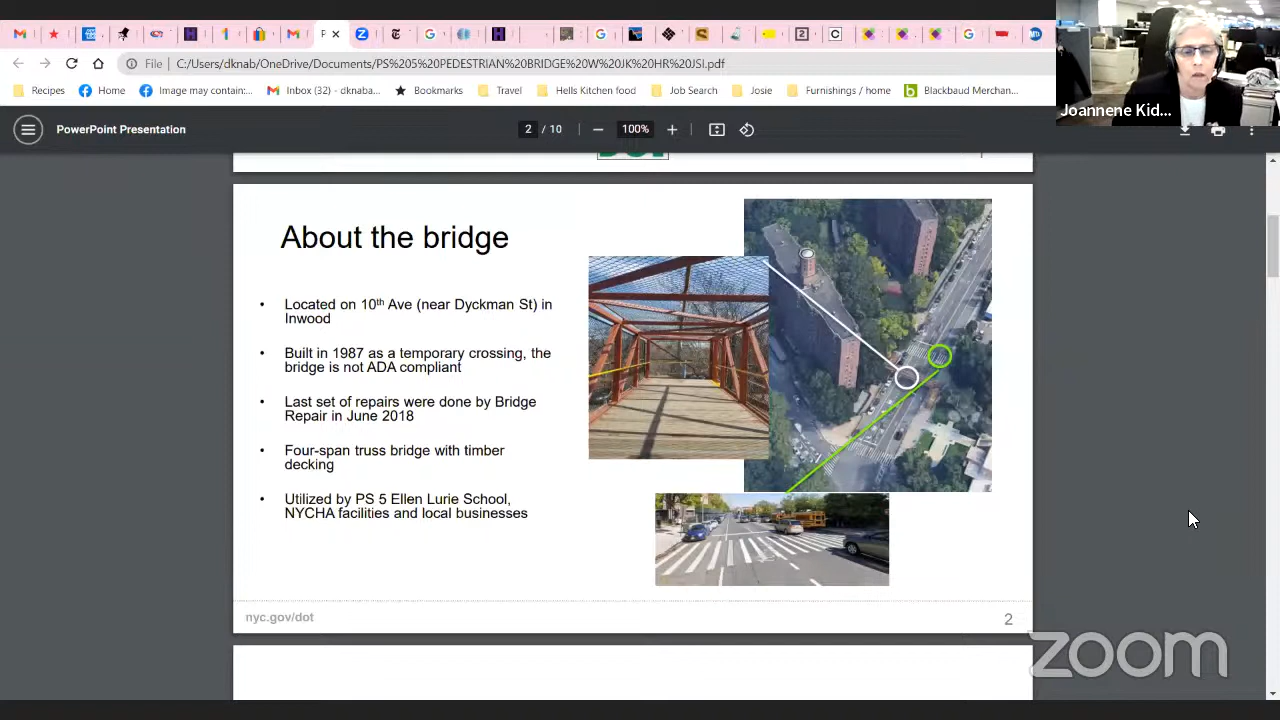 File C:/Users/dknab/OneDrive/Documents/PS%205%20PEDESTRIAN%20BRIDGE%20W%20JK%20HR%20JSI.pdf
Recipes Home Image may contain:... Inbox (32) - dknaba... Bookmarks Travel Hells Kitchen food Job Search Josie Furnishings / home Blackbaud Merchan...
Joannene Kid...
PowerPoint Presentation 2 / 10 100%
About the bridge
• Located on 10th Ave (near Dyckman St) in
Inwood
• Built in 1987 as a temporary crossing, the
bridge is not ADA compliant
• Last set of repairs were done by Bridge
Repair in June 2018
• Four-span truss bridge with timber
decking
• Utilized by PS 5 Ellen Lurie School,
NYCHA facilities and local businesses
nyc.gov/dot
2
zoom